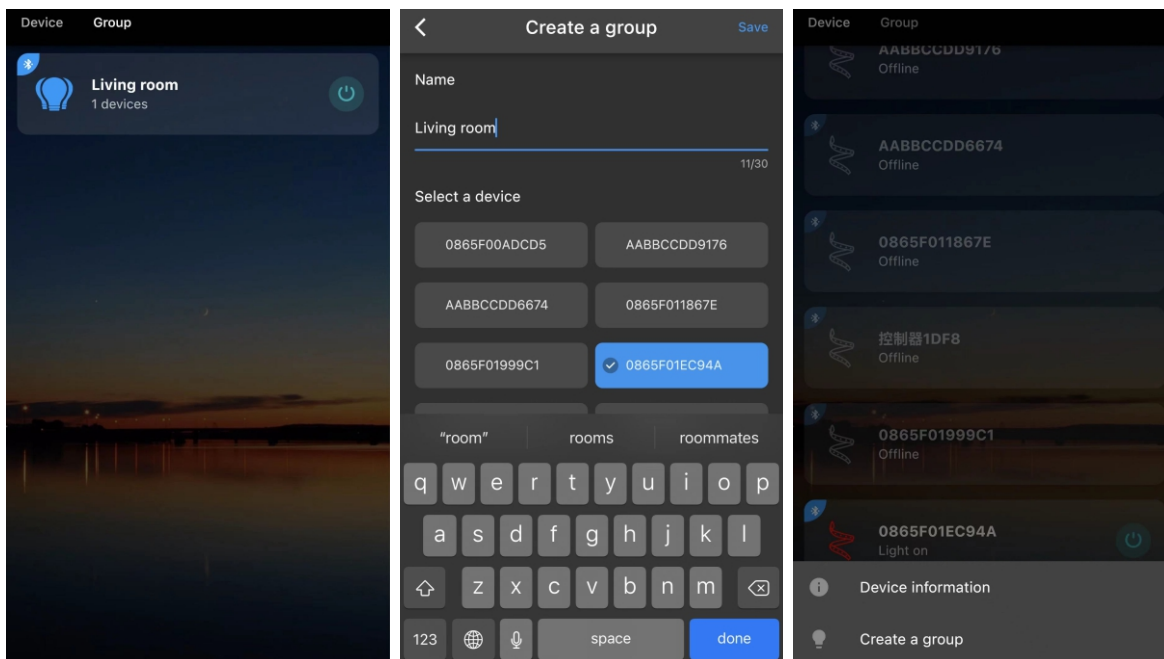 Device Group
Living room
1 devices
Create a group Save
Name
Living room
11/30
Select a device
0865F00ADCD5 AABBCCDD9176
AABBCCDD6674 0865F011867E
0865F01999C1 0865F01EC94A
"room" rooms roommates
q w e r t y u i o p
a s d f g h j k l
z x c v b n m
123 space done
Device Group
AABBCCDD9176
Offline
AABBCCDD6674
Offline
0865F011867E
Offline
控制器1DF8
Offline
0865F01999C1
Offline
0865F01EC94A
Light on
Device information
Create a group